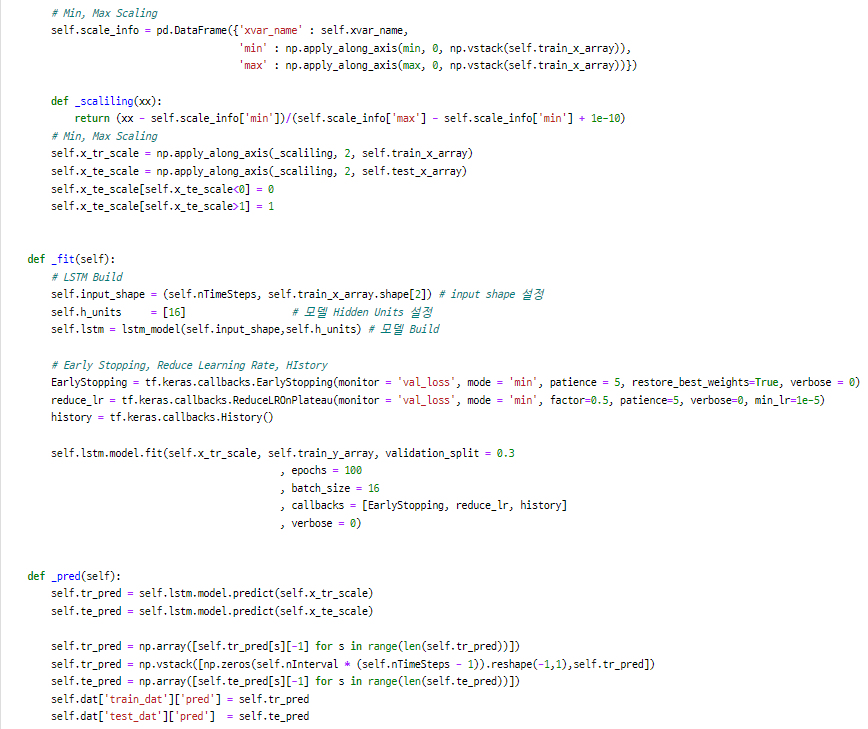 # Min, Max Scaling
self.scale_info = pd.DataFrame({'xvar_name' : self.xvar_name,
'min' : np.apply_along_axis(min, 0, np.vstack(self.train_x_array)),
'max' : np.apply_along_axis(max, 0, np.vstack(self.train_x_array))})
def _scaliling(xx):
return (xx - self.scale_info['min'])/(self.scale_info['max'] - self.scale_info['min'] + 1e-10)
# Min, Max Scaling
self.x_tr_scale = np.apply_along_axis(_scaliling, 2, self.train_x_array)
self.x_te_scale = np.apply_along_axis(_scaliling, 2, self.test_x_array)
self.x_te_scale[self.x_te_scale<0] = 0
self.x_te_scale[self.x_te_scale>1] = 1
def _fit(self):
# LSTM Build
self.input_shape = (self.nTimeSteps, self.train_x_array.shape[2]) # input shape 설정
self.h_units = [16] # 모델 Hidden Units 설정
self.lstm = lstm_model(self.input_shape,self.h_units) # 모델 Build
# Early Stopping, Reduce Learning Rate, HIstory
EarlyStopping = tf.keras.callbacks.EarlyStopping(monitor = 'val_loss', mode = 'min', patience = 5, restore_best_weights=True, verbose = 0)
reduce_lr = tf.keras.callbacks.ReduceLROnPlateau(monitor = 'val_loss', mode = 'min', factor=0.5, patience=5, verbose=0, min_lr=1e-5)
history = tf.keras.callbacks.History()
self.lstm.model.fit(self.x_tr_scale, self.train_y_array, validation_split = 0.3
, epochs = 100
, batch_size = 16
, callbacks = [EarlyStopping, reduce_lr, history]
, verbose = 0)
def _pred(self):
self.tr_pred = self.lstm.model.predict(self.x_tr_scale)
self.te_pred = self.lstm.model.predict(self.x_te_scale)
self.tr_pred = np.array([self.tr_pred[s][-1] for s in range(len(self.tr_pred))])
self.tr_pred = np.vstack([np.zeros(self.nInterval * (self.nTimeSteps - 1)).reshape(-1,1),self.tr_pred])
self.te_pred = np.array([self.te_pred[s][-1] for s in range(len(self.te_pred))])
self.dat['train_dat']['pred'] = self.tr_pred
self.dat['test_dat']['pred'] = self.te_pred